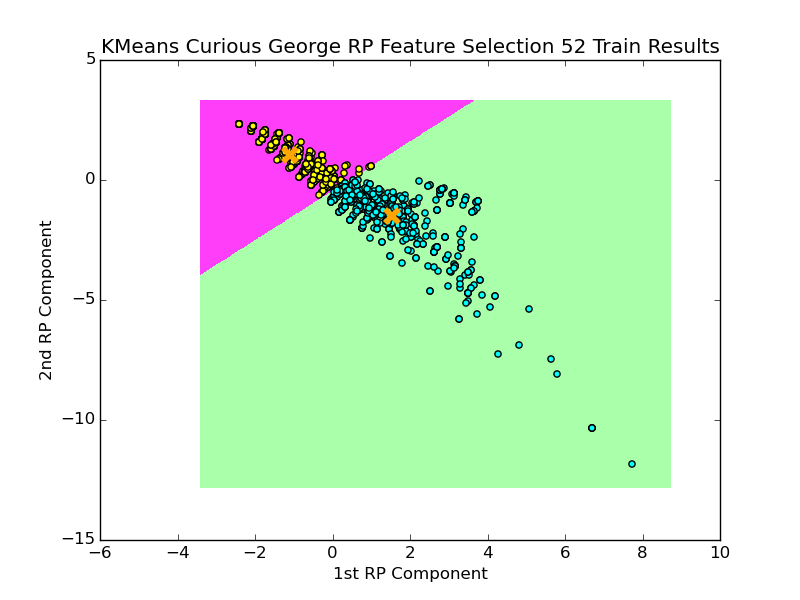 KMeans Curious George RP Feature Selection 52 Train Results
5
0
−5
−10
−15
2nd RP Component
−6 −4 −2 0 2 4 6 8 10
1st RP Component